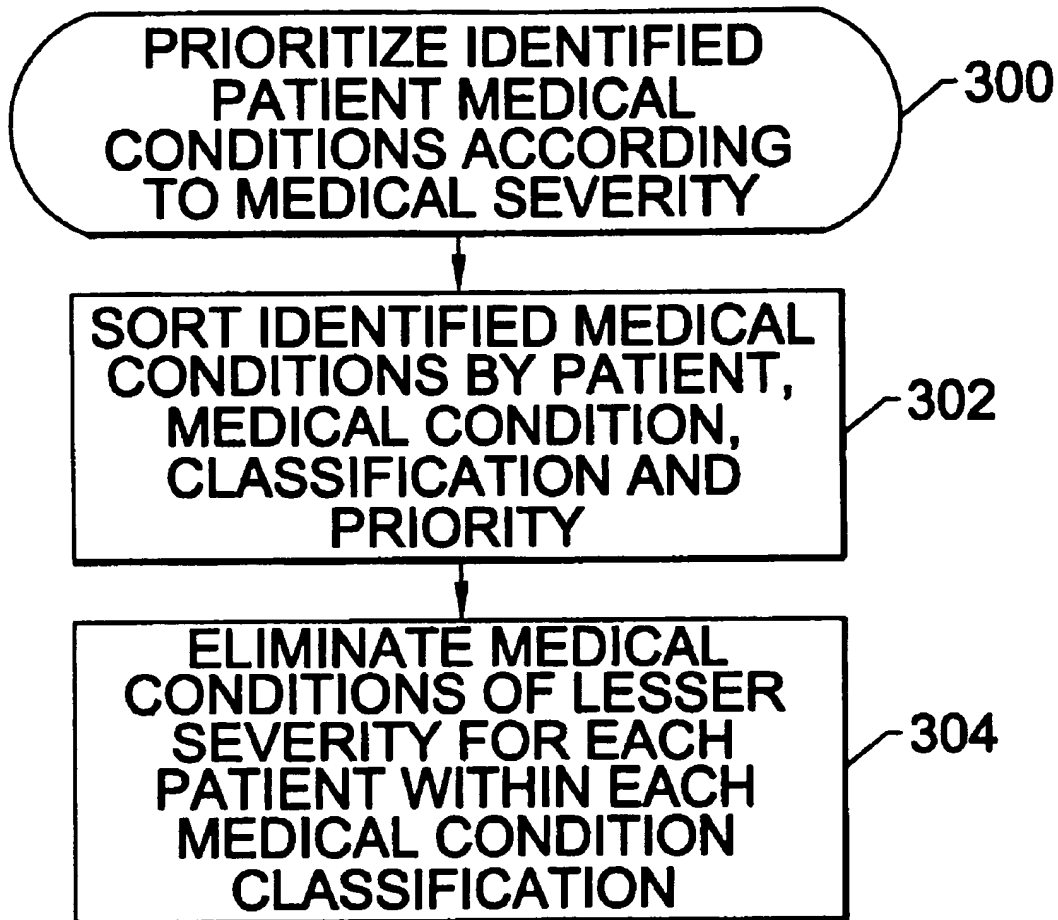 PRIORITIZE IDENTIFIED
PATIENT MEDICAL
CONDITIONS ACCORDING
TO MEDICAL SEVERITY
300
SORT IDENTIFIED MEDICAL
CONDITIONS BY PATIENT,
MEDICAL CONDITION,
CLASSIFICATION AND
PRIORITY
302
ELIMINATE MEDICAL
CONDITIONS OF LESSER
SEVERITY FOR EACH
PATIENT WITHIN EACH
MEDICAL CONDITION
CLASSIFICATION
304